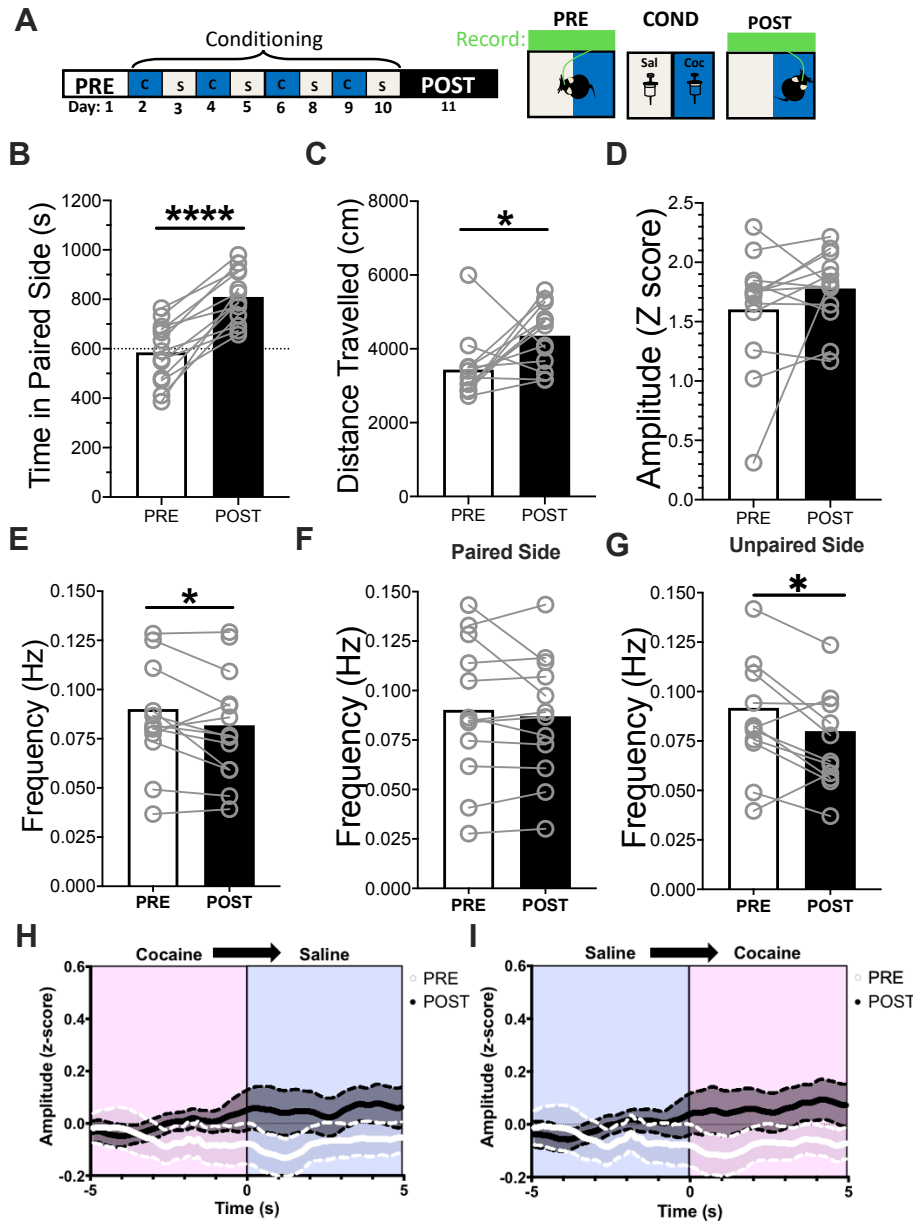 A
Conditioning
PRE C S C S C S C S POST
Day: 1 2 3 4 5 6 8 9 10 11
PRE COND POST
Record:
Sal Coc
B
Time in Paired Side (s)
1200
1000
800
600
400
200
0
****
PRE POST
C
Distance Travelled (cm)
8000
6000
4000
2000
0
*
PRE POST
D
Amplitude (Z score)
2.5
2.0
1.5
1.0
0.5
0.0
PRE POST
E
Frequency (Hz)
0.150
0.125
0.100
0.075
0.050
0.025
0.000
*
PRE POST
F
Paired Side
Frequency (Hz)
0.150
0.125
0.100
0.075
0.050
0.025
0.000
PRE POST
G
Unpaired Side
Frequency (Hz)
0.150
0.125
0.100
0.075
0.050
0.025
0.000
*
PRE POST
H
Cocaine Saline
Amplitude (z-score)
0.6
0.4
0.2
0.0
-0.2
-5 0 5
Time (s)
PRE
POST
I
Saline Cocaine
Amplitude (z-score)
0.6
0.4
0.2
0.0
-0.2
-5 0 5
Time (s)
PRE
POST